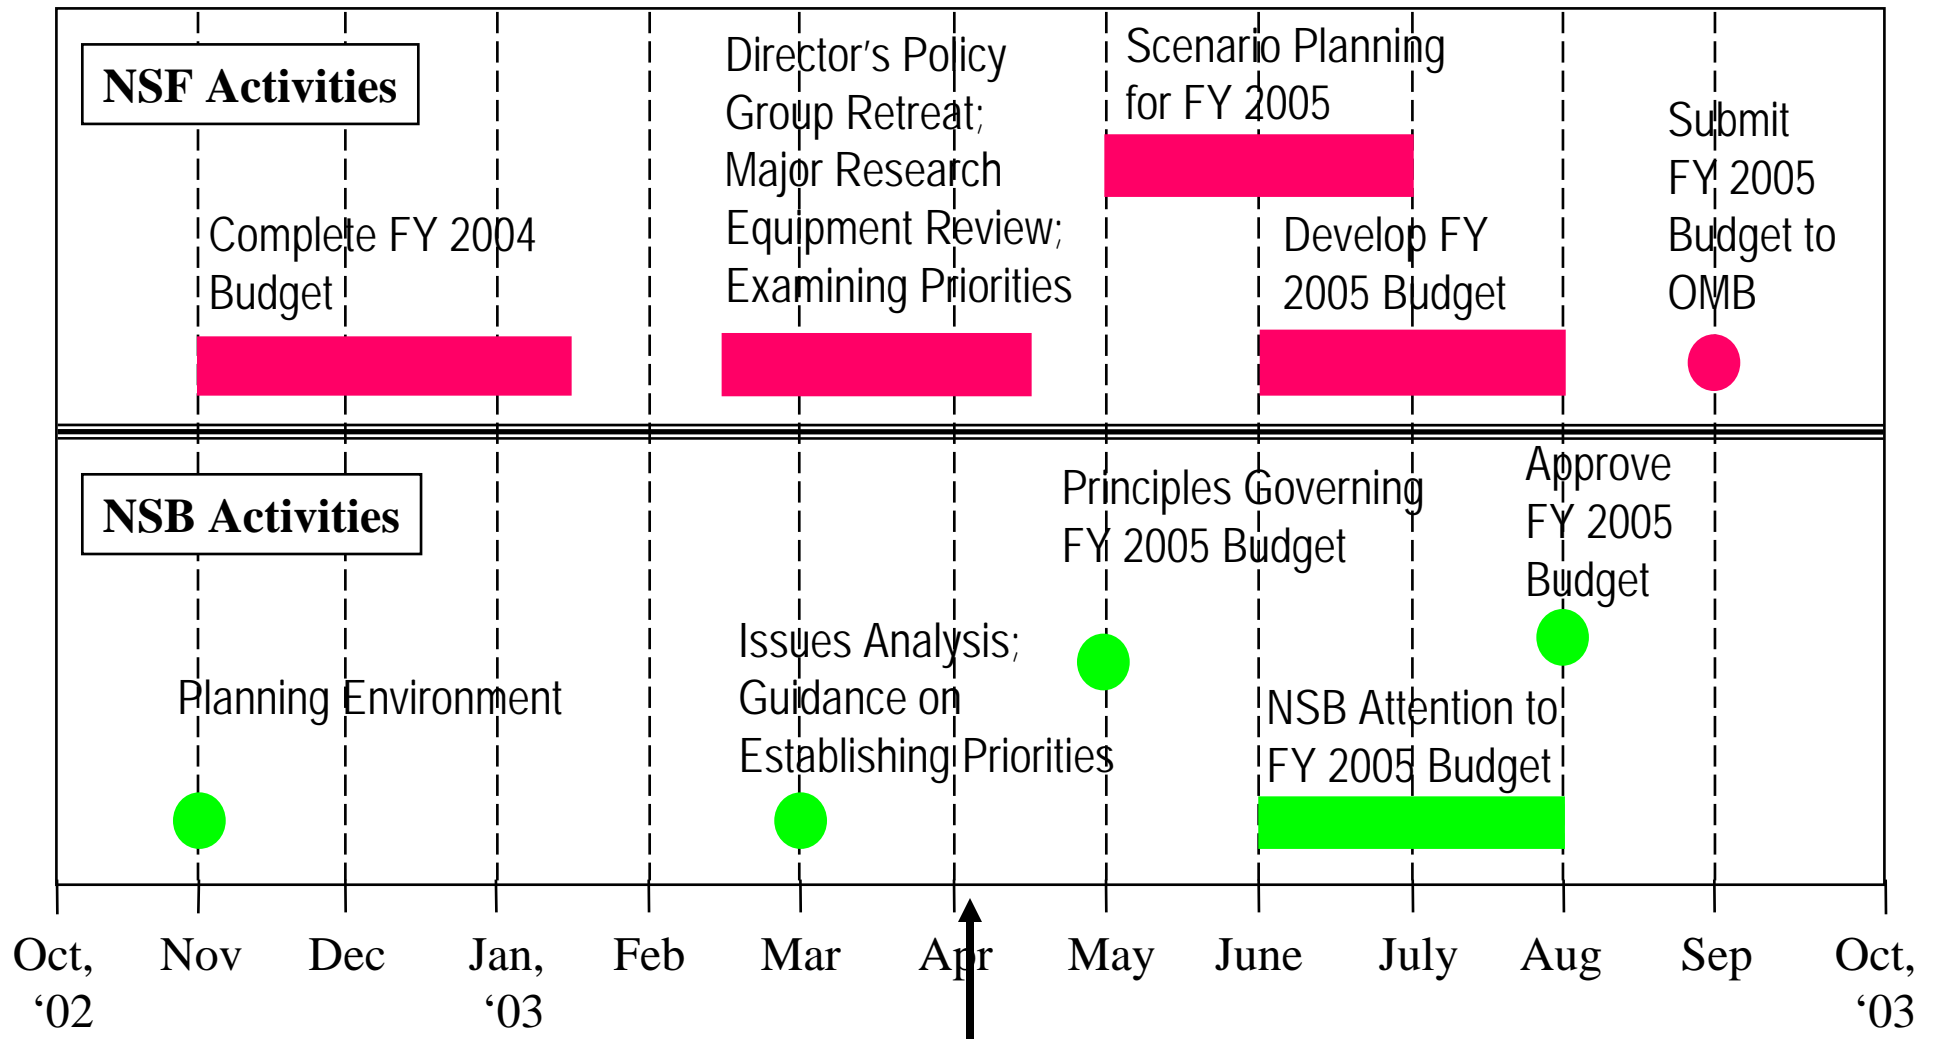 NSF Activities
Complete FY 2004
Budget
Director's Policy
Group Retreat;
Major Research
Equipment Review;
Examining Priorities
Scenario Planning
for FY 2005
Develop FY
2005 Budget
Submit
FY 2005
Budget to
OMB
NSB Activities
Planning Environment
Issues Analysis;
Guidance on
Establishing Priorities
Principles Governing
FY 2005 Budget
NSB Attention to
FY 2005 Budget
Approve
FY 2005
Budget
Oct, Nov Dec Jan, Feb Mar Apr May June July Aug Sep Oct,
‘02 ‘03 ‘03